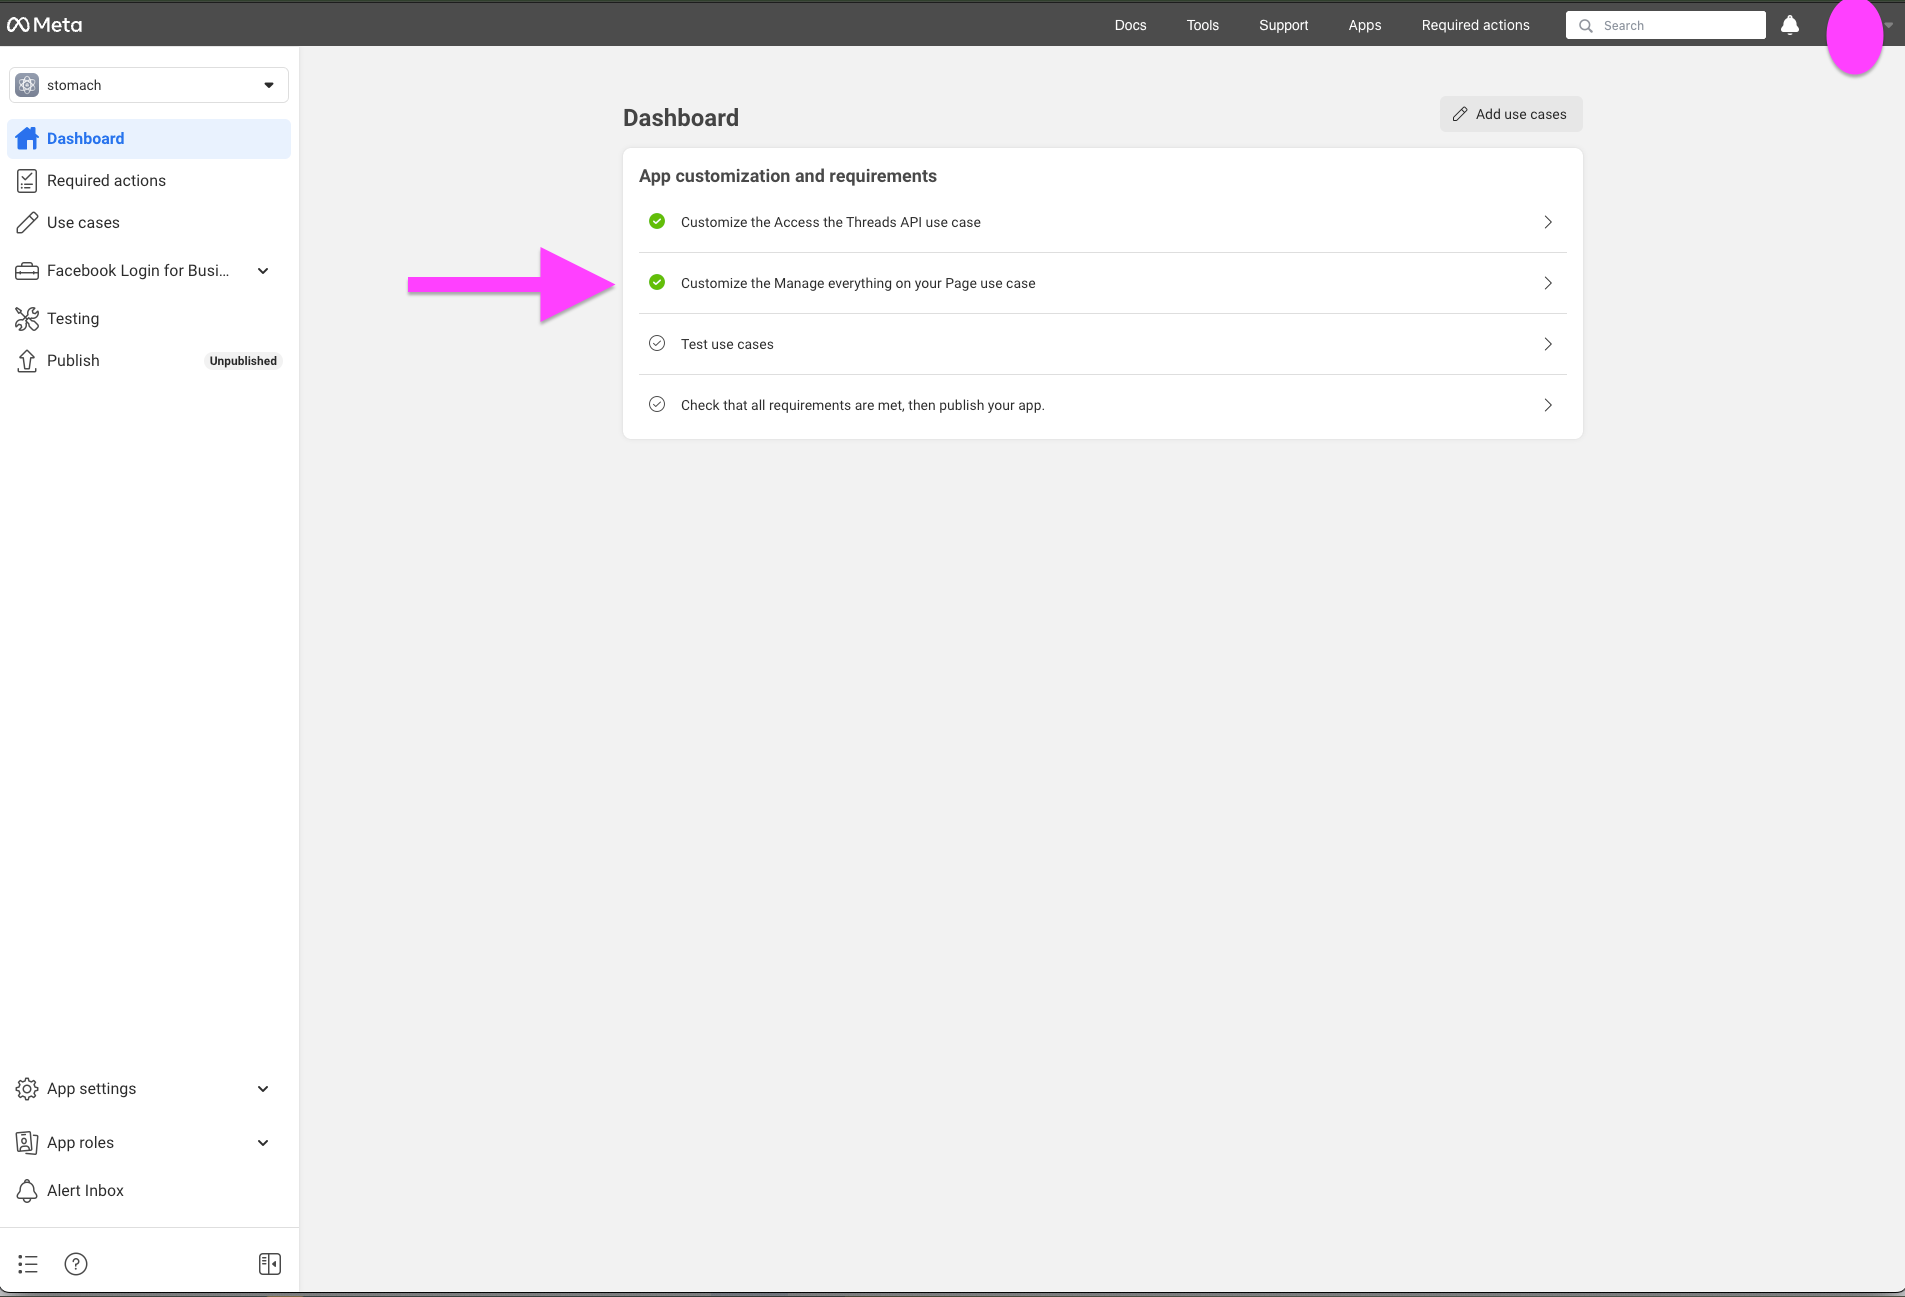 Meta
Docs
Tools
Support
Apps
Required actions
Search
stomach
Dashboard
Required actions
Use cases
Facebook Login for Busi...
Testing
Publish
Unpublished
Dashboard
Add use cases
App customization and requirements
Customize the Access the Threads API use case
Customize the Manage everything on your Page use case
Test use cases
Check that all requirements are met, then publish your app.
App settings
App roles
Alert Inbox